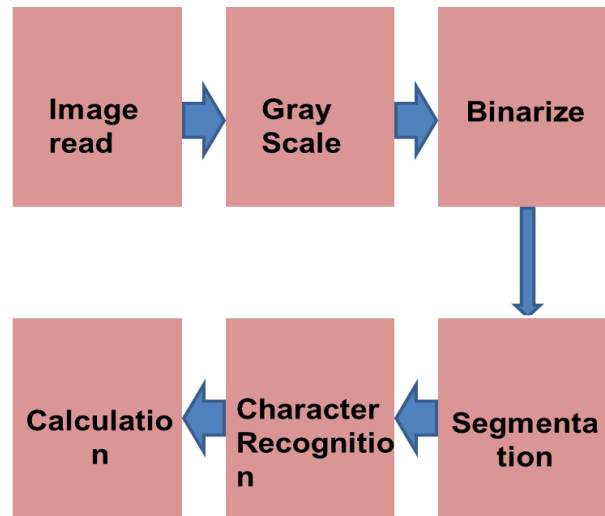 Image
read
Gray
Scale
Binarize
Segmenta
tion
Character
Recognitio
n
Calculatio
n